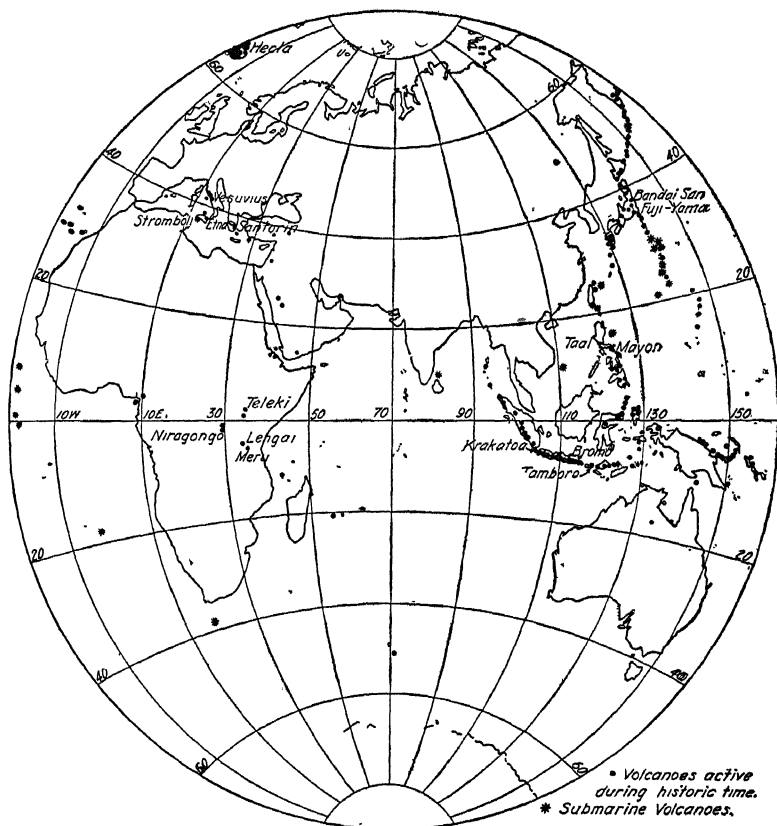 Hecla
60
60
40
40
Vesuvius
Bandai San
Fuji-Yama
Stromboli
Etna
Santorin
20
20
Taal
Mayon
Teleki
10W
10E.
30
50
70
90
110
130
150
Niragongo
Lengai
Meru
Krakatoa
Bromo
Tamboro
20
20
40
40
60
60
• Volcanoes active
during historic time.
* Submarine Volcanoes.